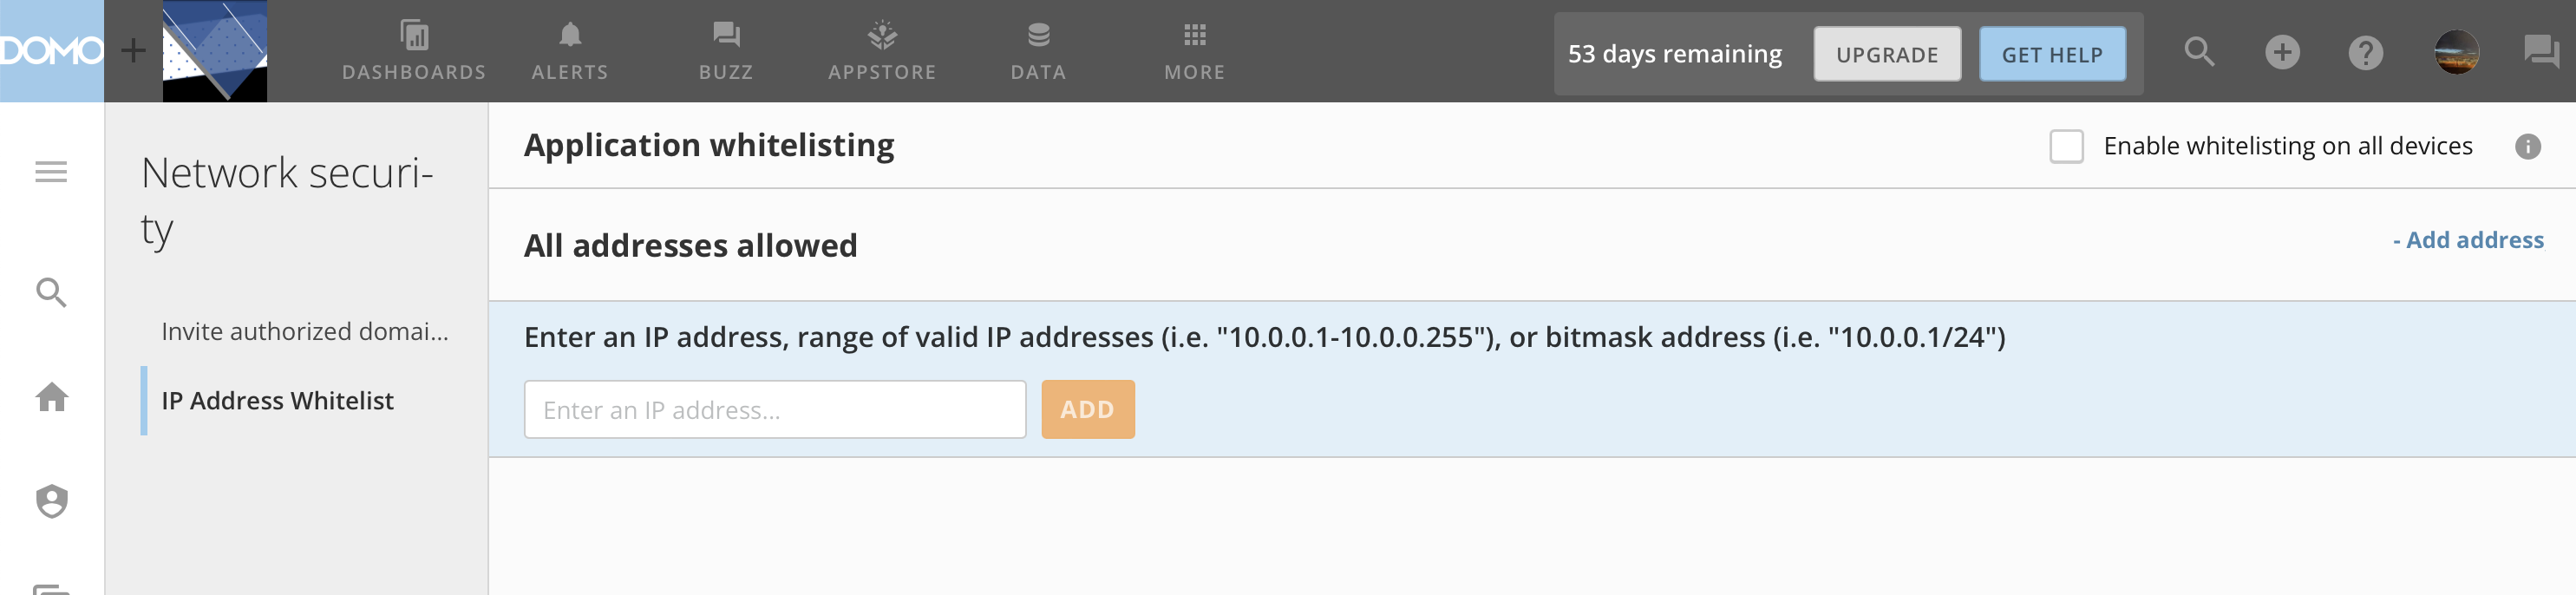 DOMO
DASHBOARDS
ALERTS
BUZZ
APPSTORE
DATA
MORE
53 days remaining
UPGRADE
GET HELP
Network securi-
ty
Invite authorized domai...
IP Address Whitelist
Application whitelisting
Enable whitelisting on all devices
All addresses allowed
- Add address
Enter an IP address, range of valid IP addresses (i.e. "10.0.0.1-10.0.0.255"), or bitmask address (i.e. "10.0.0.1/24")
Enter an IP address...
ADD